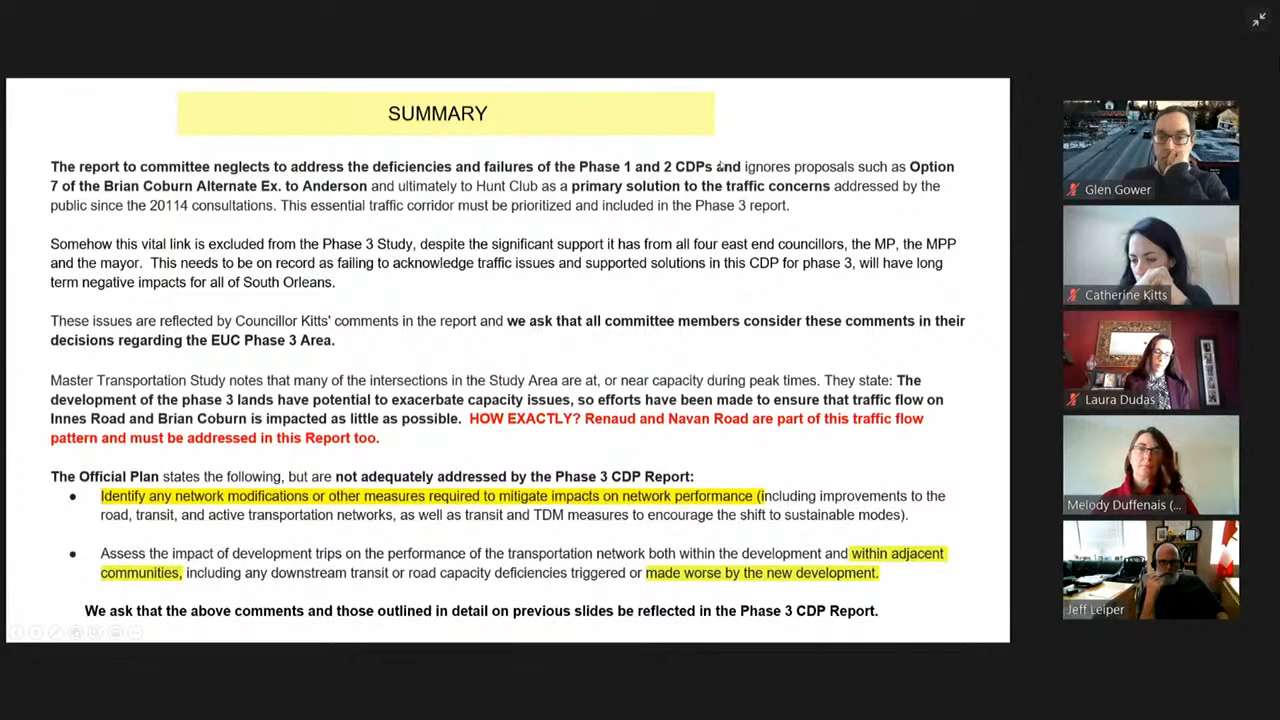 SUMMARY
The report to committee neglects to address the deficiencies and failures of the Phase 1 and 2 CDPs and ignores proposals such as Option
7 of the Brian Coburn Alternate Ex. to Anderson and ultimately to Hunt Club as a primary solution to the traffic concerns addressed by the
public since the 20114 consultations. This essential traffic corridor must be prioritized and included in the Phase 3 report.
Somehow this vital link is excluded from the Phase 3 Study, despite the significant support it has from all four east end councillors, the MP, the MPP
and the mayor. This needs to be on record as failing to acknowledge traffic issues and supported solutions in this CDP for phase 3, will have long
term negative impacts for all of South Orleans.
These issues are reflected by Councillor Kitts' comments in the report and we ask that all committee members consider these comments in their
decisions regarding the EUC Phase 3 Area.
Master Transportation Study notes that many of the intersections in the Study Area are at, or near capacity during peak times. They state: The
development of the phase 3 lands have potential to exacerbate capacity issues, so efforts have been made to ensure that traffic flow on
Innes Road and Brian Coburn is impacted as little as possible. HOW EXACTLY? Renaud and Navan Road are part of this traffic flow
pattern and must be addressed in this Report too.
The Official Plan states the following, but are not adequately addressed by the Phase 3 CDP Report:
● Identify any network modifications or other measures required to mitigate impacts on network performance (including improvements to the
road, transit, and active transportation networks, as well as transit and TDM measures to encourage the shift to sustainable modes).
● Assess the impact of development trips on the performance of the transportation network both within the development and within adjacent
communities, including any downstream transit or road capacity deficiencies triggered or made worse by the new development.
We ask that the above comments and those outlined in detail on previous slides be reflected in the Phase 3 CDP Report.
Glen Gower
Catherine Kitts
Laura Dudas
Melody Duffenais (...
Jeff Leiper